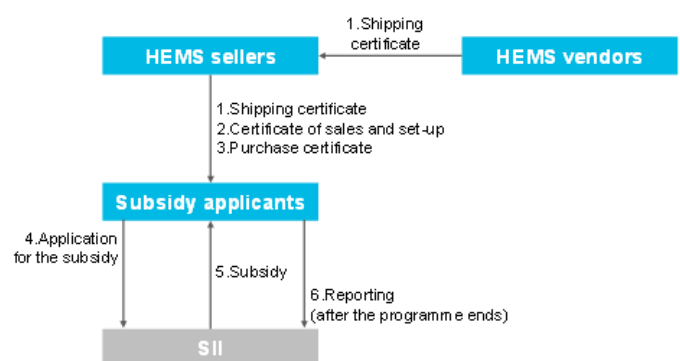 1.Shipping
certificate
HEMS sellers
HEMS vendors
1.Shipping certificate
2.Certificate of sales and set-up
3.Purchase certificate
Subsidy applicants
4.Application
for the subsidy
5.Subsidy
6.Reporting
(after the programme ends)
SII